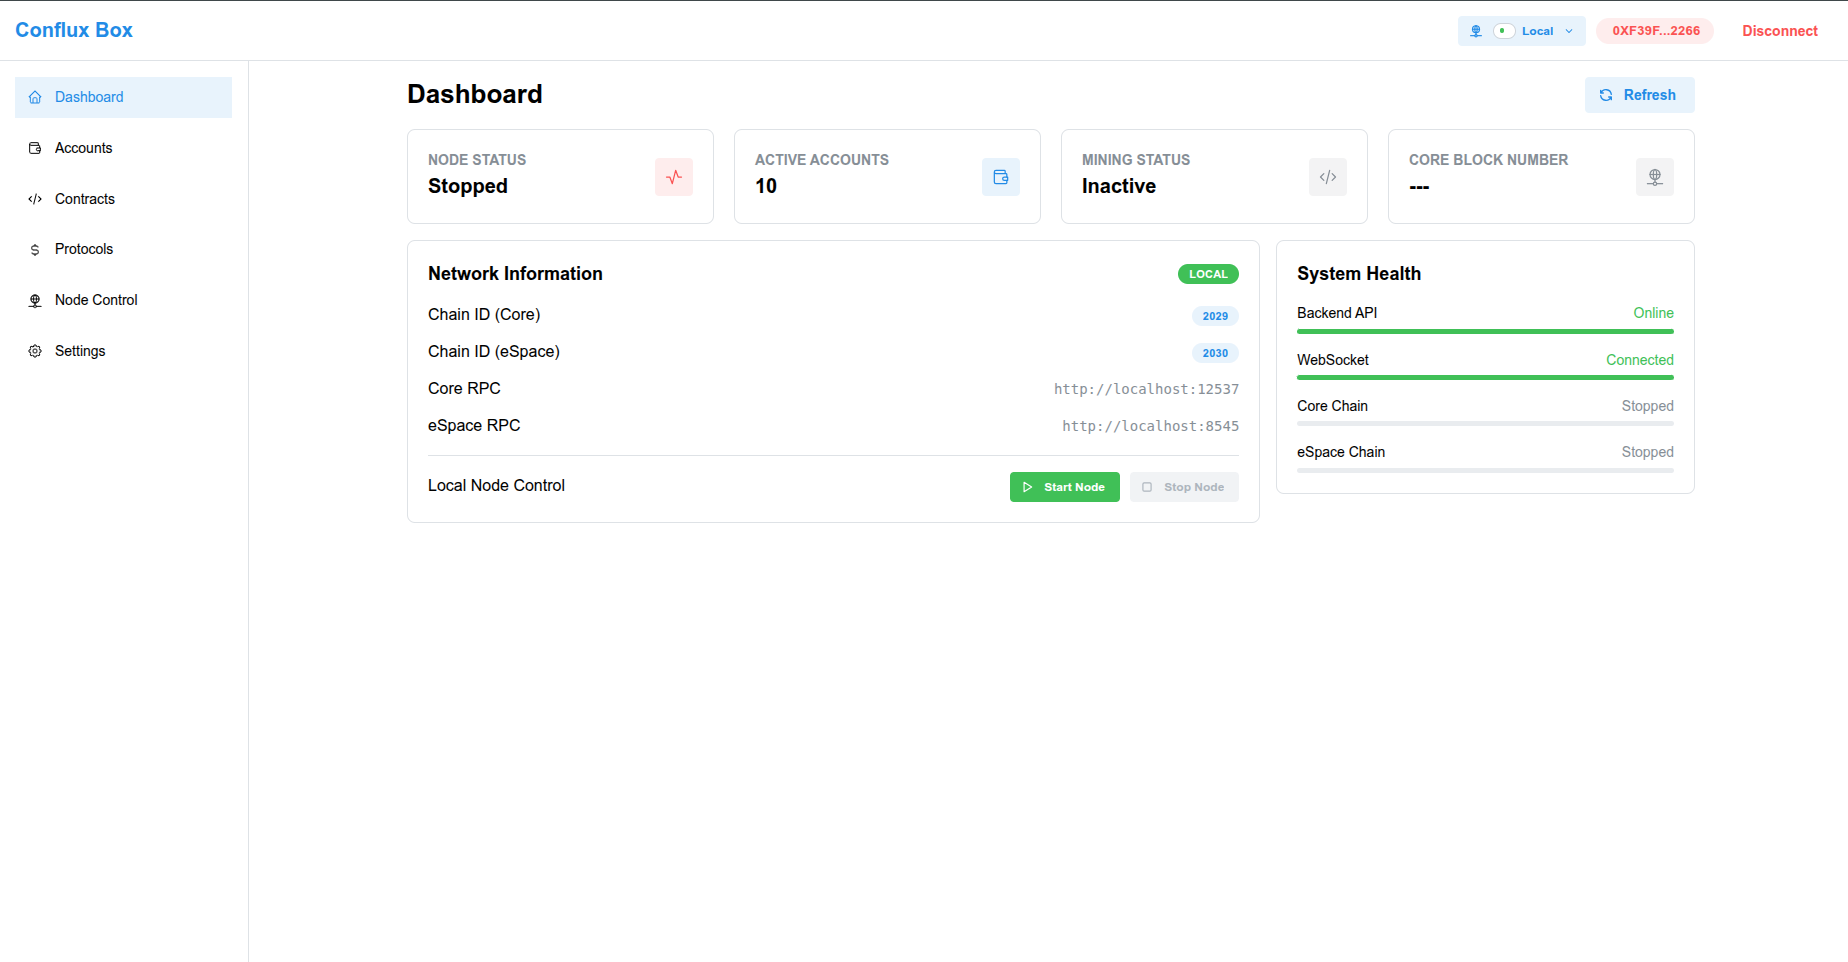 Conflux Box
Local
0XF39F...2266
Disconnect
Dashboard
Accounts
Contracts
Protocols
Node Control
Settings
Dashboard
Refresh
NODE STATUS
Stopped
ACTIVE ACCOUNTS
10
MINING STATUS
Inactive
CORE BLOCK NUMBER
---
Network Information
LOCAL
Chain ID (Core)
2029
Chain ID (eSpace)
2030
Core RPC
http://localhost:12537
eSpace RPC
http://localhost:8545
Local Node Control
Start Node
Stop Node
System Health
Backend API
Online
WebSocket
Connected
Core Chain
Stopped
eSpace Chain
Stopped